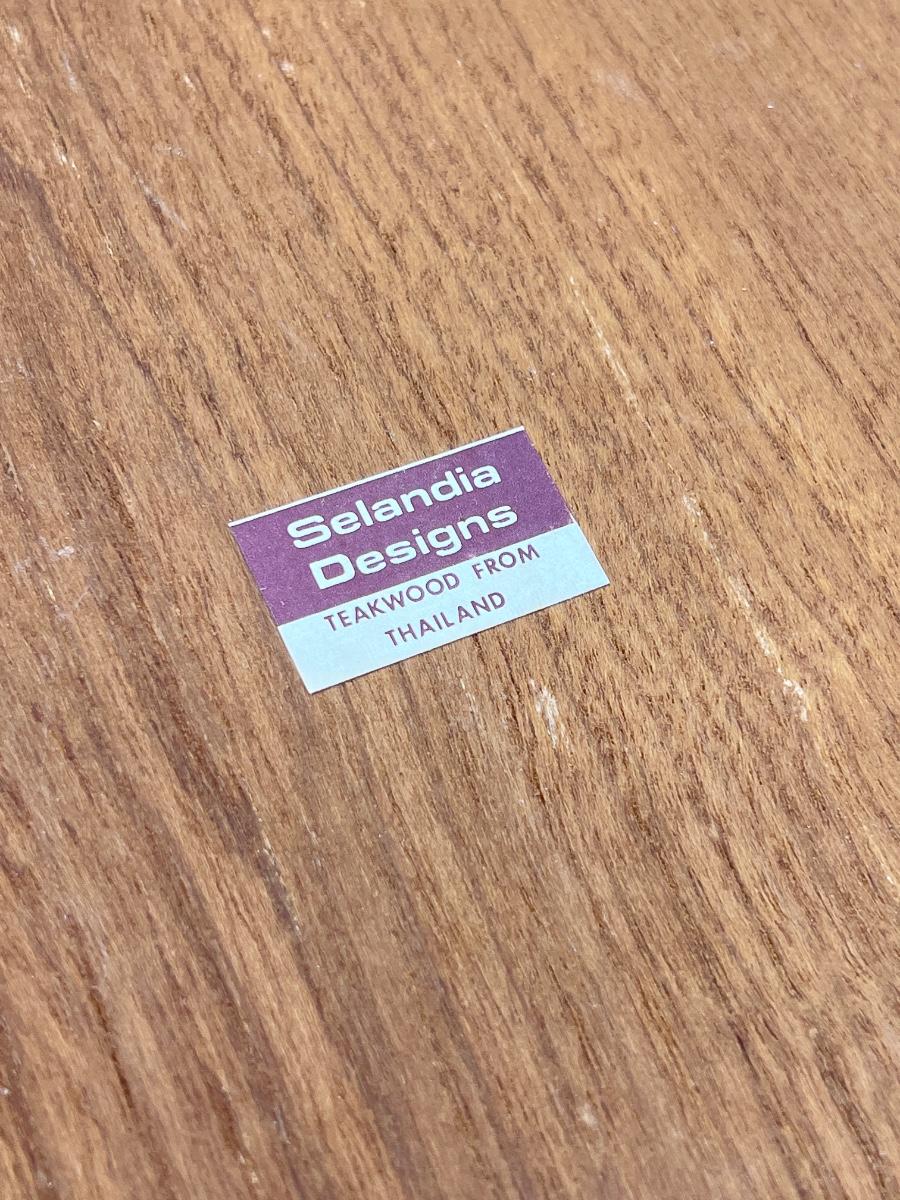 Selandia
Designs
TEAKWOOD FROM
THAILAND